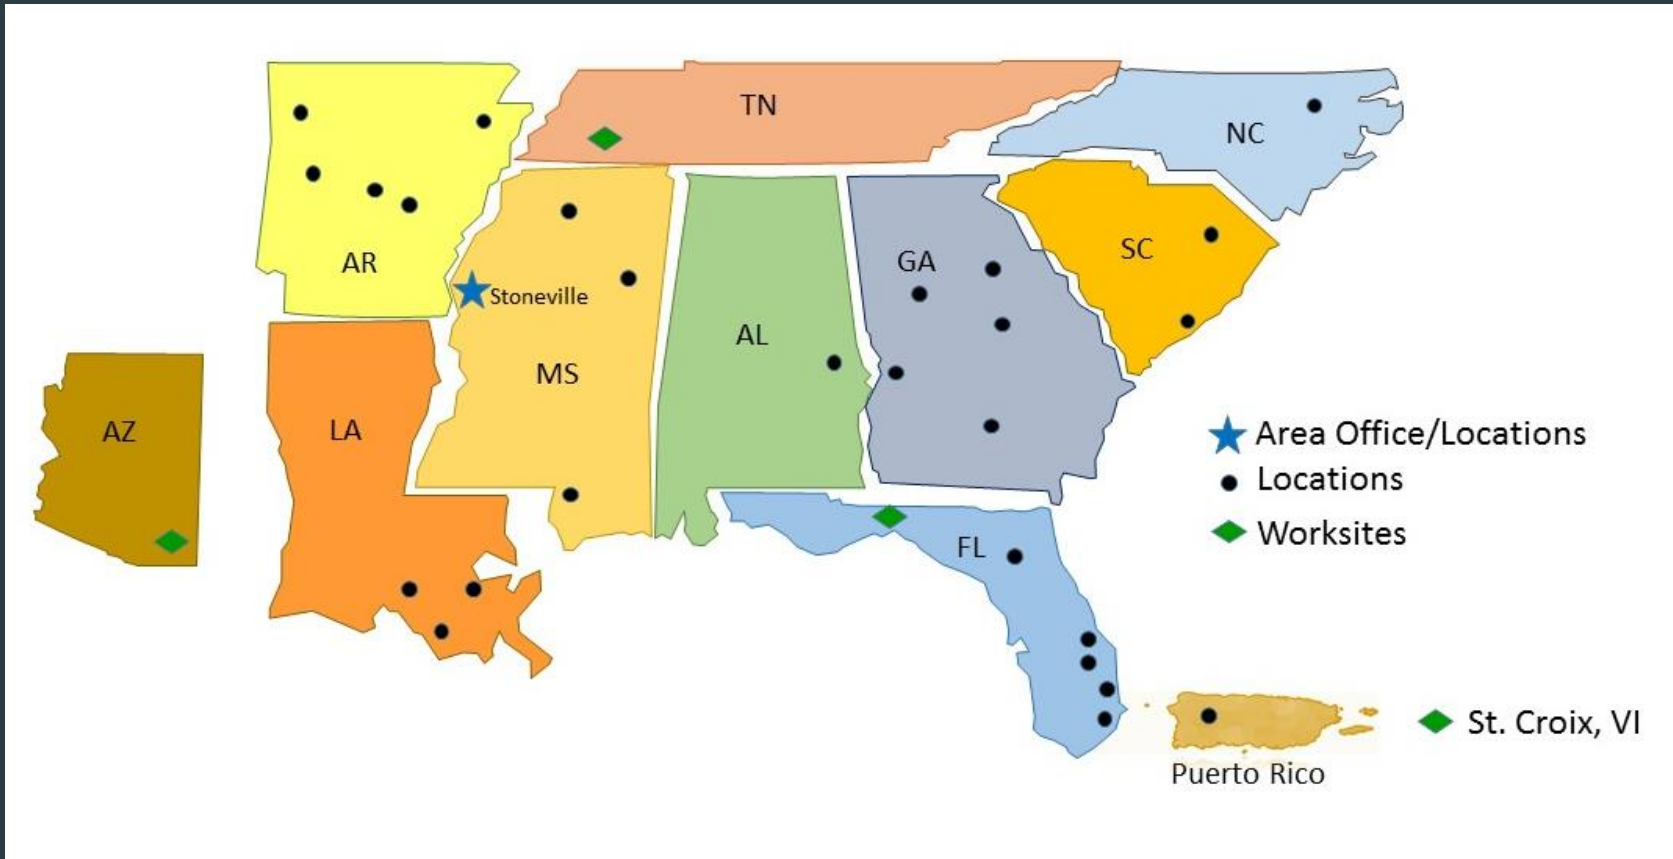 TN
NC
AR
GA
SC
Stoneville
AL
MS
AZ
LA
Area Office/Locations
Locations
Worksites
FL
St. Croix, VI
Puerto Rico